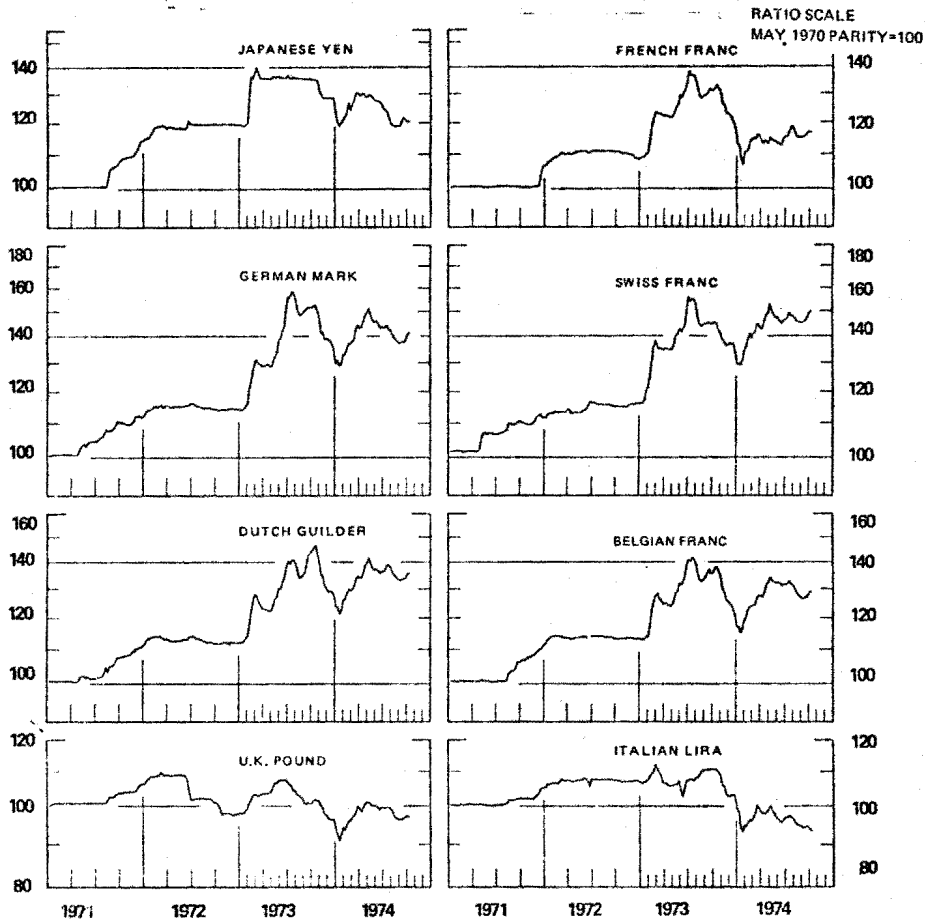 RATIO SCALE
MAY 1970 PARITY=100
JAPANESE YEN
FRENCH FRANC
140
120
100
140
120
100
GERMAN MARK
SWISS FRANC
180
160
140
120
100
180
160
140
120
100
DUTCH GUILDER
BELGIAN FRANC
160
140
120
100
160
140
120
100
U.K. POUND
ITALIAN LIRA
120
100
80
120
100
80
1971 1972 1973 1974
1971 1972 1973 1974